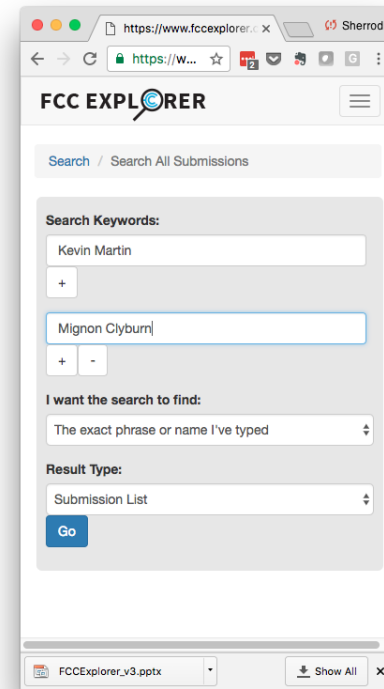 https://www.fccexplorer.c
Sherrod
https://w...
2
G
FCC EXPLORER
Search / Search All Submissions
Search Keywords:
Kevin Martin
+
Mignon Clyburn
+ -
I want the search to find:
The exact phrase or name I've typed
Result Type:
Submission List
Go
FCCExplorer_v3.pptx
Show All